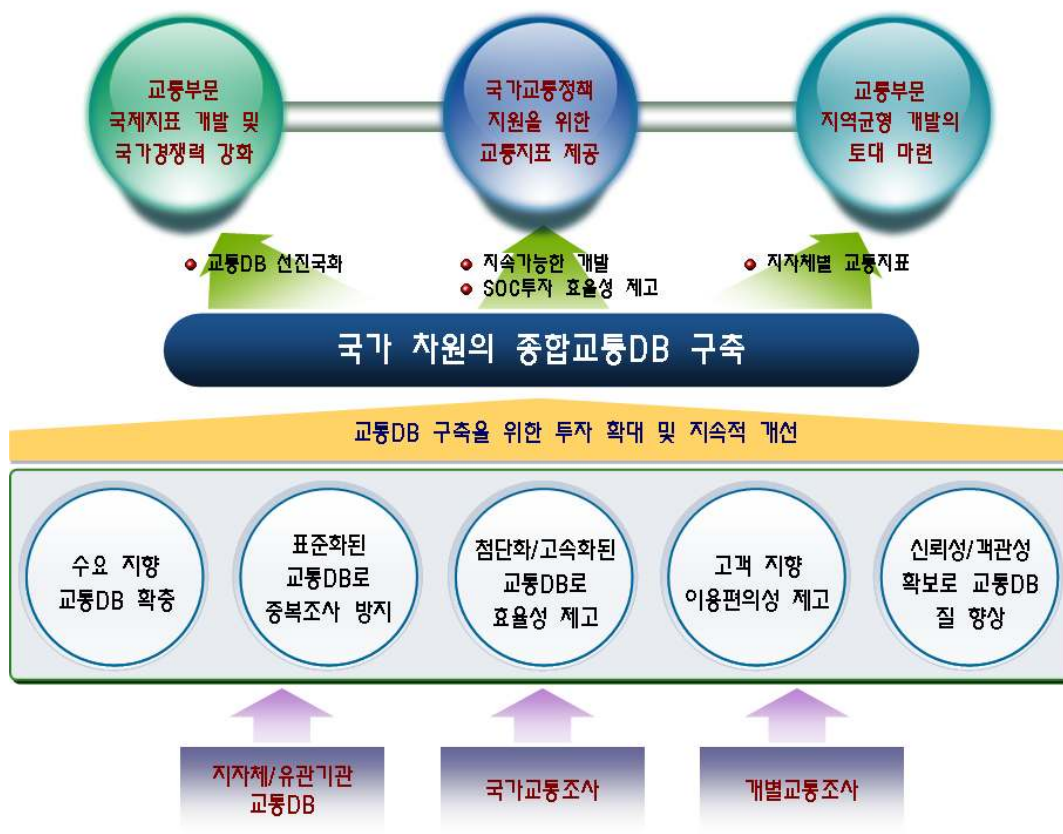 교통부문
국제지표 개발 및
국가경쟁력 강화
국가교통정책
지원을 위한
교통지표 제공
교통부문
지역균형 개발의
토대 마련
교통DB 선진국화
지속가능한 개발
SOC투자 효율성 제고
지자체별 교통지표
국가 차원의 종합교통DB 구축
교통DB 구축을 위한 투자 확대 및 지속적 개선
수요 지향
교통DB 확충
표준화된
교통DB로
중복조사 방지
첨단화/고속화된
교통DB로
효율성 제고
고객 지향
이용편의성 제고
신뢰성/객관성
확보로 교통DB
질 향상
지자체/유관기관
교통DB
국가교통조사
개별교통조사